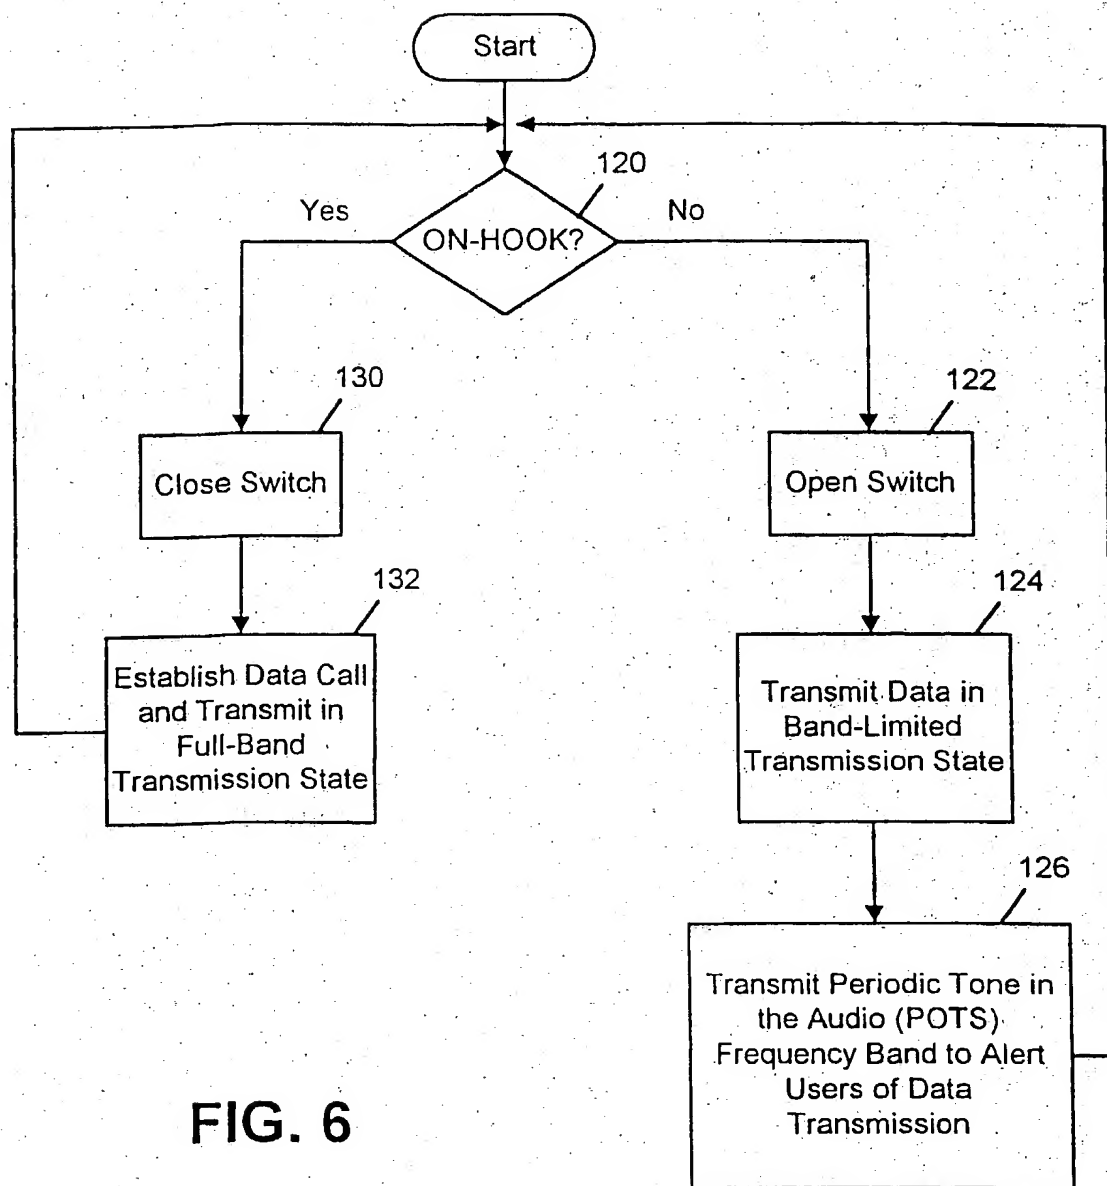 Start
120
Yes
ON-HOOK?
No
130
122
Close Switch
Open Switch
132
124
Establish Data Call
and Transmit in
Full-Band
Transmission State
Transmit Data in
Band-Limited
Transmission State
126
Transmit Periodic Tone in
the Audio (POTS)
Frequency Band to Alert
Users of Data
Transmission
FIG. 6